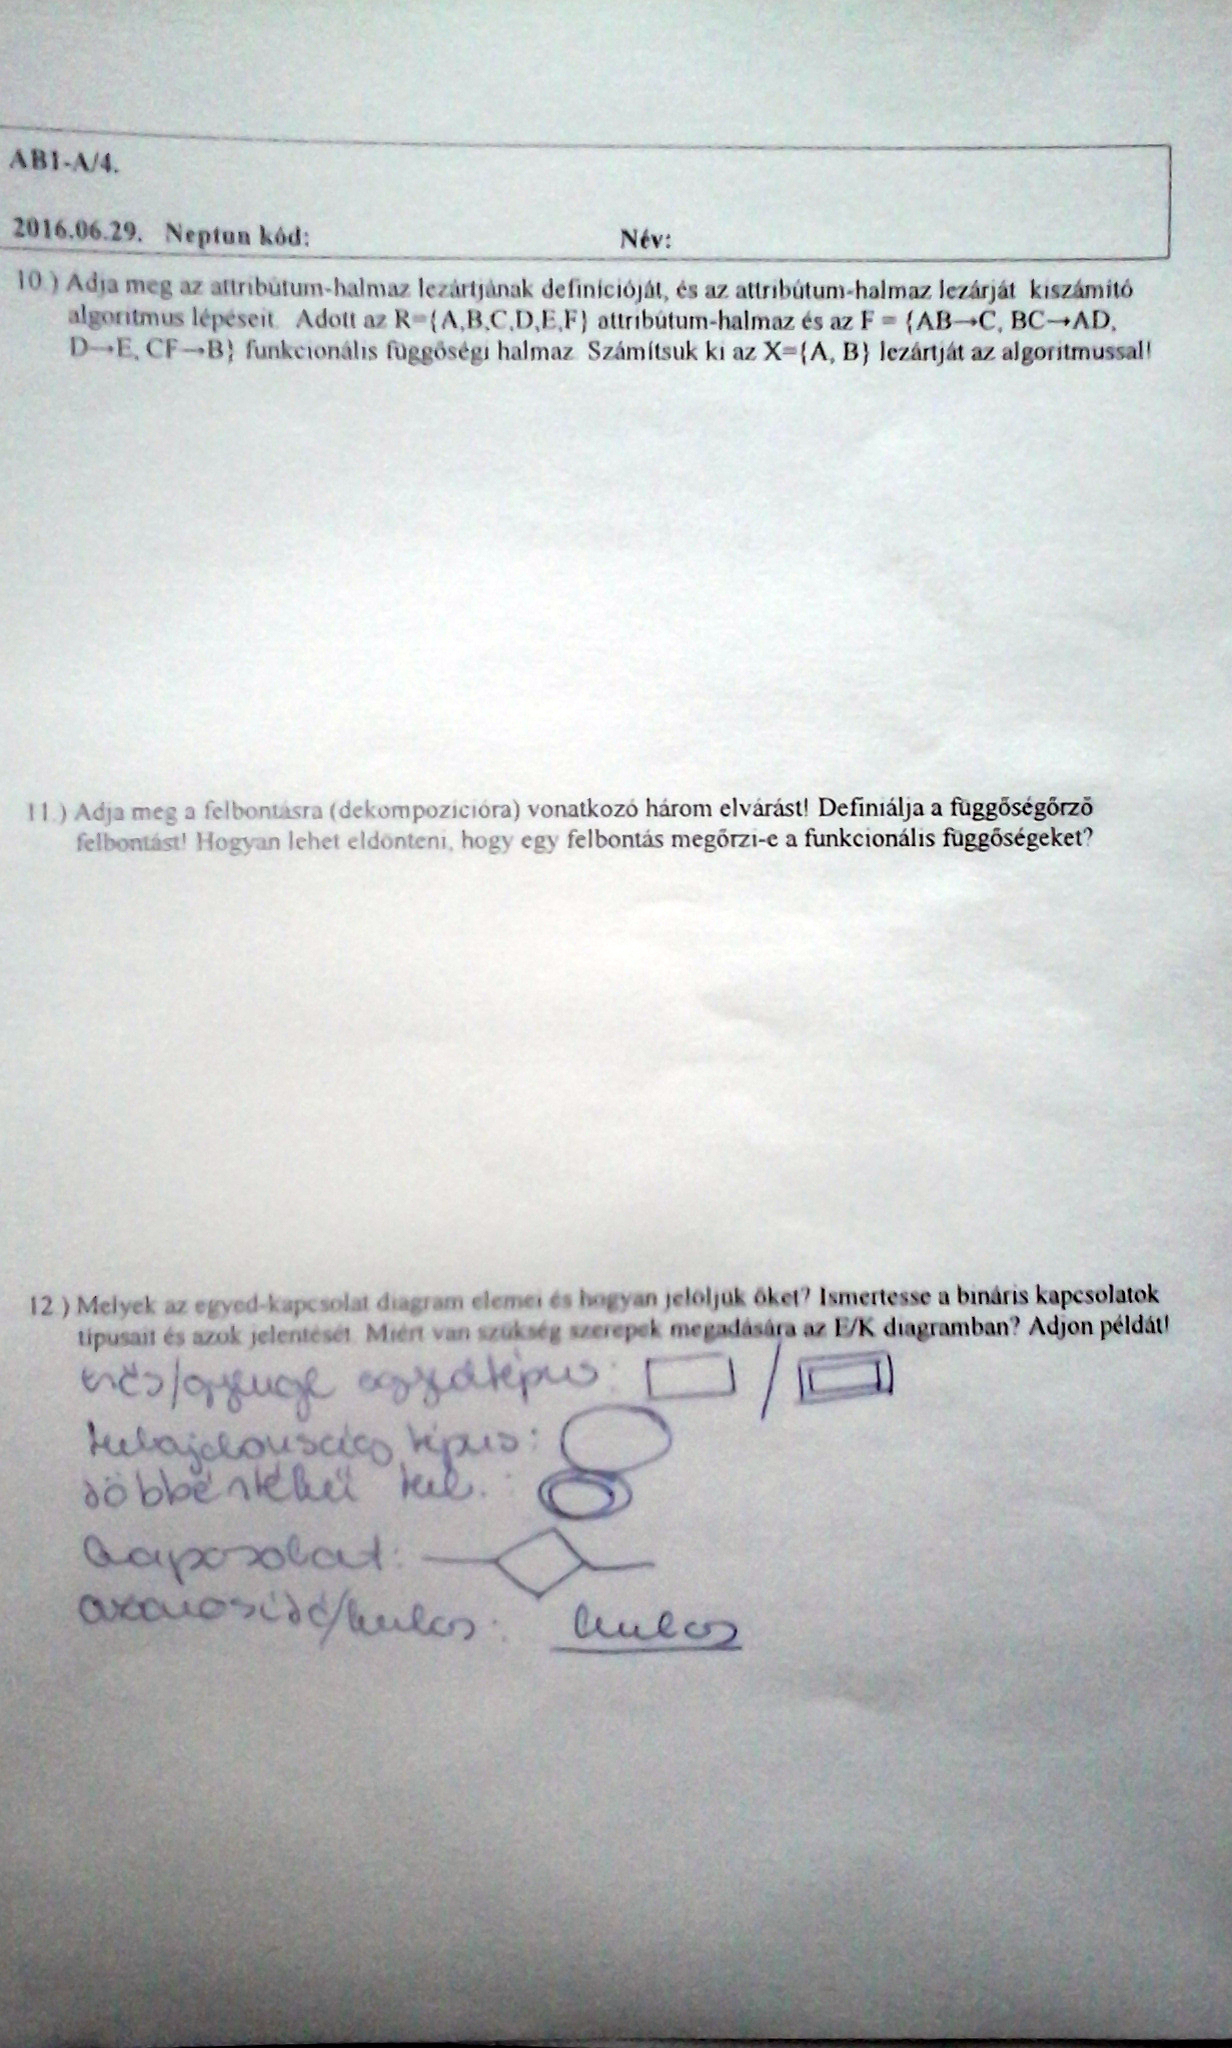 AB1-A/4.
2016.06.29. Neptun kód: Név:
10.) Adja meg az attribútum-halmaz lezártjának definícióját, és az attribútum-halmaz lezárját kiszámító
algoritmus lépéseit. Adott az R={A,B,C,D,E,F} attribútum-halmaz és az F = {AB→C, BC→AD,
D→E, CF→B} funkcionális függőségi halmaz. Számítsuk ki az X={A, B} lezártját az algoritmussal!
11.) Adja meg a felbontásra (dekompozícióra) vonatkozó három elvárást! Definiálja a függőségőrző
felbontást! Hogyan lehet eldönteni, hogy egy felbontás megőrzi-e a funkcionális függőségeket?
12.) Melyek az egyed-kapcsolat diagram elemei és hogyan jelöljük őket? Ismertesse a bináris kapcsolatok
típusait és azok jelentését. Miért van szükség szerepek megadására az E/K diagramban? Adjon példát!
erős/gyenge egyedtípus: /
tulajdonság típus:
többértékű tul. :
kapcsolat:
azonosító/kulcs: kulcs